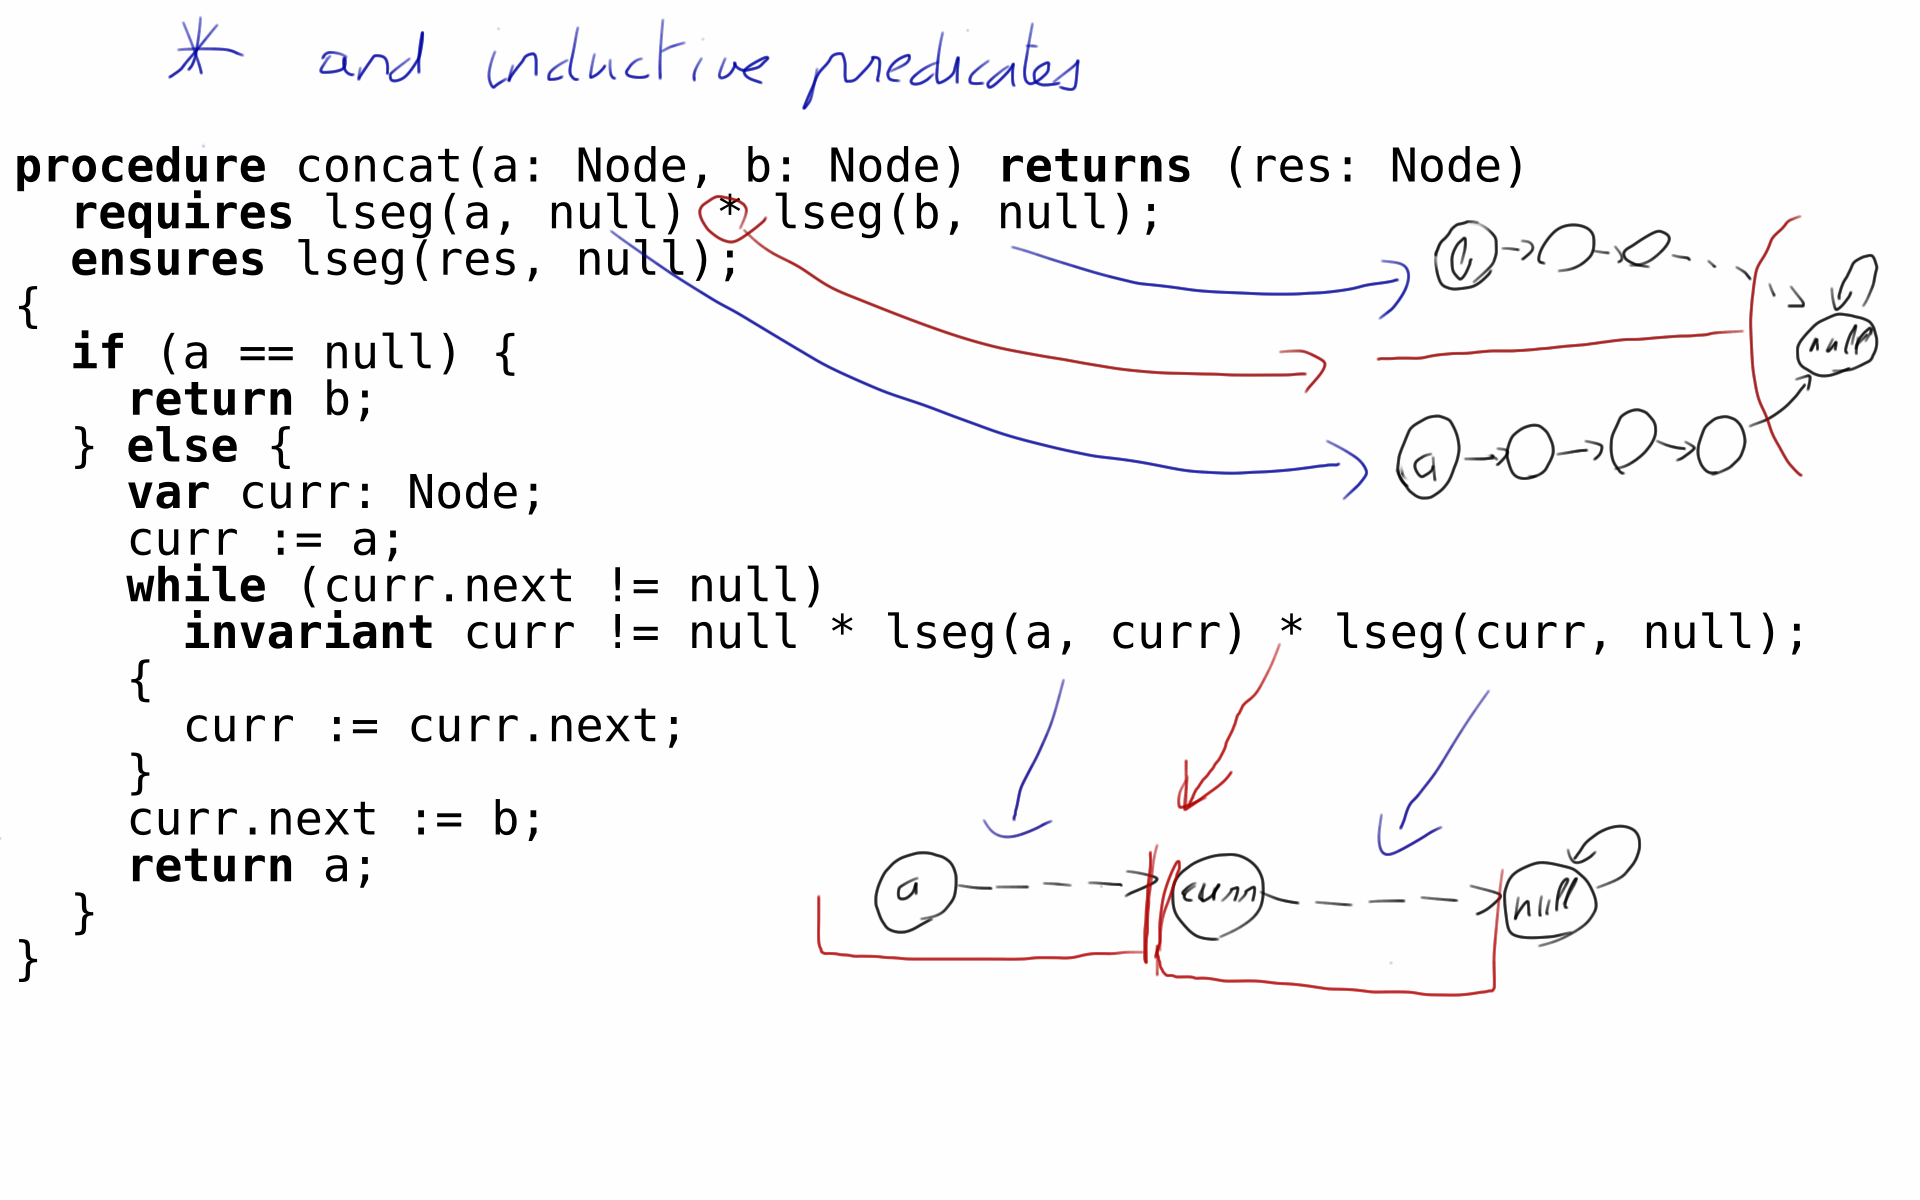 * and inductive predicates
procedure concat(a: Node, b: Node) returns (res: Node)
requires lseg(a, null) * lseg(b, null);
ensures lseg(res, null);
{
if (a == null) {
return b;
} else {
var curr: Node;
curr := a;
while (curr.next != null)
invariant curr != null * lseg(a, curr) * lseg(curr, null);
{
curr := curr.next;
}
curr.next := b;
return a;
}
}
null
a
a
curr
null